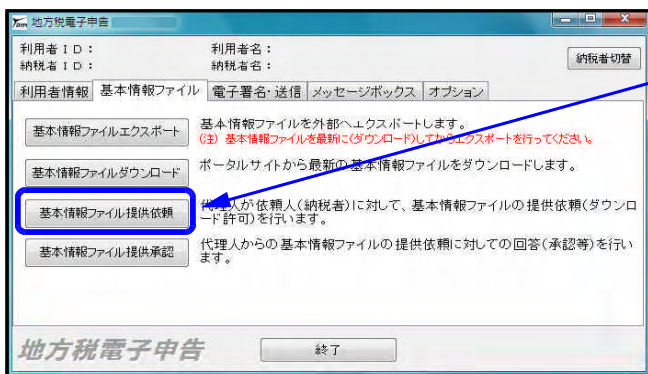 地方税電子申告
利用者ID： 利用者名：
納税者ID： 納税者名：
納税者切替
利用者情報 基本情報ファイル 電子署名・送信 メッセージボックス オプション
基本情報ファイルエクスポート
基本情報ファイルを外部へエクスポートします。
(注) 基本情報ファイルを最新に(ダウンロード)してからエクスポートを行ってください。
基本情報ファイルダウンロード
ポータルサイトから最新の基本情報ファイルをダウンロードします。
基本情報ファイル提供依頼
代理人が依頼人(納税者)に対して、基本情報ファイルの提供依頼(ダウンロ
ード許可)を行います。
基本情報ファイル提供承認
代理人からの基本情報ファイルの提供依頼に対しての回答(承認等)を行い
ます。
地方税電子申告
終了